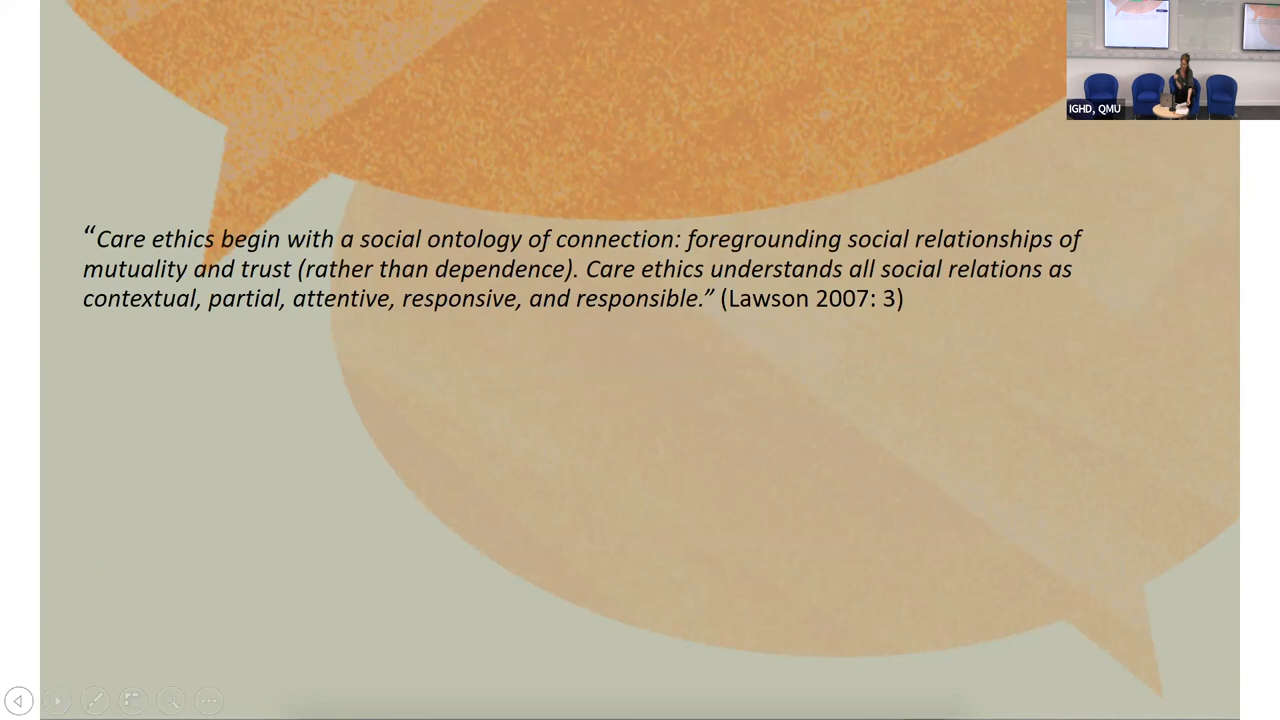 IGHD, QMU
“Care ethics begin with a social ontology of connection: foregrounding social relationships of
mutuality and trust (rather than dependence). Care ethics understands all social relations as
contextual, partial, attentive, responsive, and responsible.” (Lawson 2007: 3)